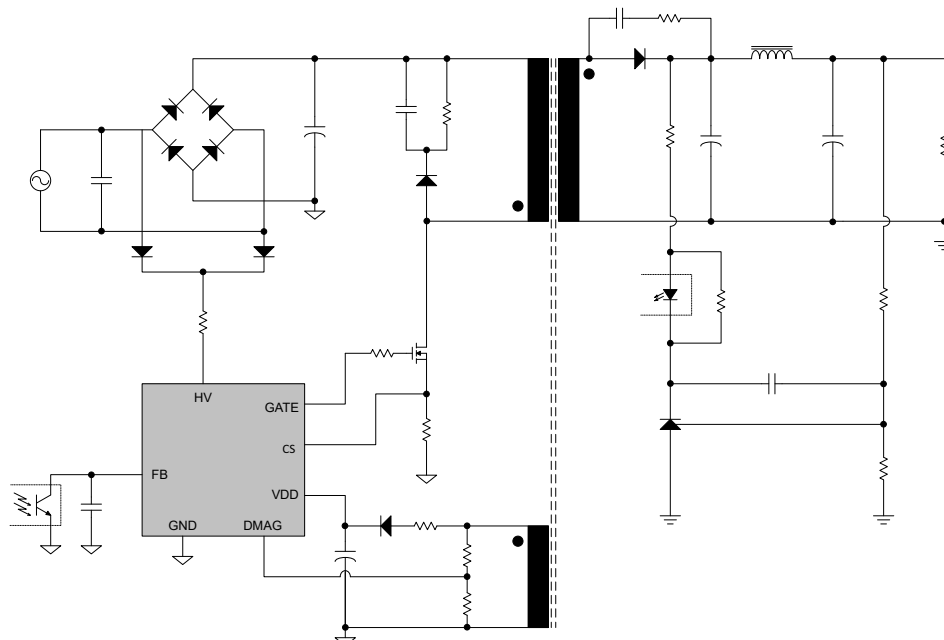 HV
GATE
CS
FB
VDD
GND DMAG